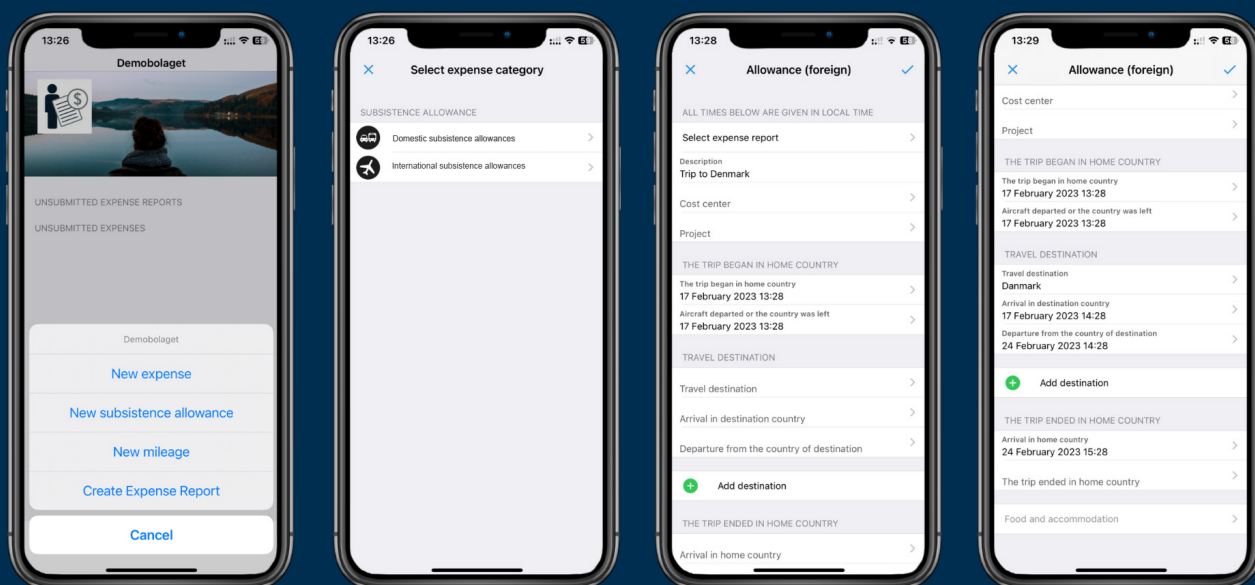 13:26
Demobolaget
UNSUBMITTED EXPENSE REPORTS
UNSUBMITTED EXPENSES
Demobolaget
New expense
New subsistence allowance
New mileage
Create Expense Report
Cancel
13:26
Select expense category
SUBSISTENCE ALLOWANCE
Domestic subsistence allowances
International subsistence allowances
13:28
Allowance (foreign)
ALL TIMES BELOW ARE GIVEN IN LOCAL TIME
Select expense report
Description
Trip to Denmark
Cost center
Project
THE TRIP BEGAN IN HOME COUNTRY
The trip began in home country
17 February 2023 13:28
Aircraft departed or the country was left
17 February 2023 13:28
TRAVEL DESTINATION
Travel destination
Arrival in destination country
Departure from the country of destination
Add destination
THE TRIP ENDED IN HOME COUNTRY
Arrival in home country
13:29
Allowance (foreign)
Cost center
Project
THE TRIP BEGAN IN HOME COUNTRY
The trip began in home country
17 February 2023 13:28
Aircraft departed or the country was left
17 February 2023 13:28
TRAVEL DESTINATION
Travel destination
Danmark
Arrival in destination country
17 February 2023 14:28
Departure from the country of destination
24 February 2023 14:28
Add destination
THE TRIP ENDED IN HOME COUNTRY
Arrival in home country
24 February 2023 15:28
The trip ended in home country
Food and accommodation